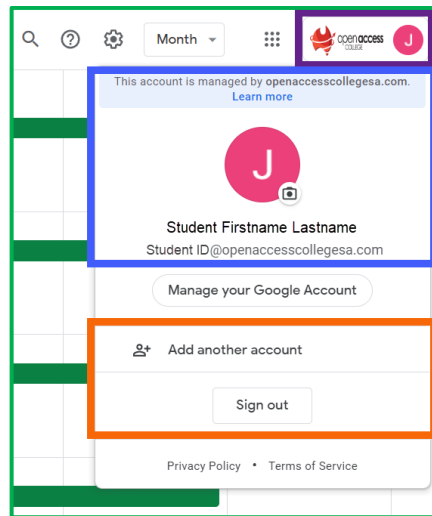 Month
openaccess
COLLEGE
J
This account is managed by openaccesscollegesa.com.
Learn more
J
Student Firstname Lastname
Student ID@openaccesscollegesa.com
Manage your Google Account
Add another account
Sign out
Privacy Policy • Terms of Service